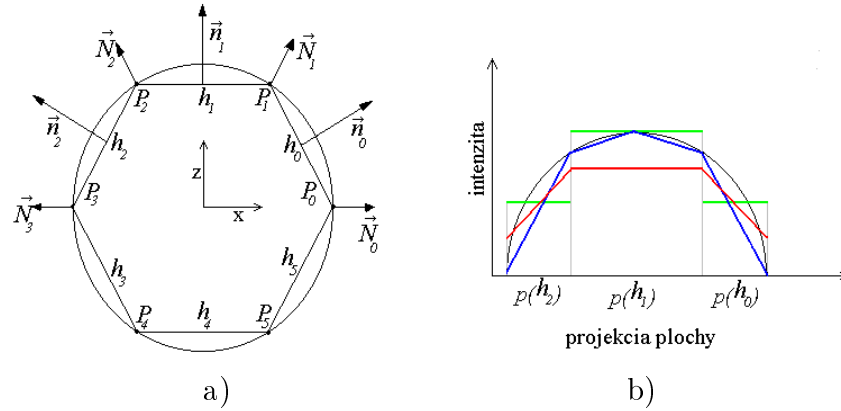 n⃗₁
N⃗₂
N⃗₁
P₂
h₁
P₁
n⃗₂
h₂
h₀
n⃗₀
z
x
P₃
P₀
N⃗₃
N⃗₀
h₃
h₅
P₄
h₄
P₅
a)
intenzita
p(h₂)
p(h₁)
p(h₀)
projekcia plochy
b)